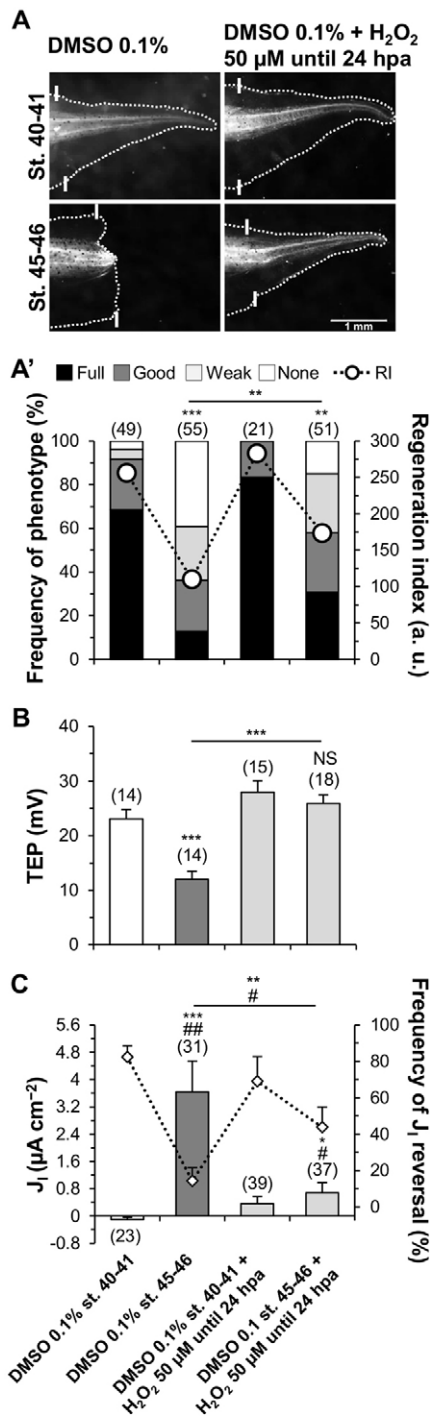 A
DMSO 0.1%
DMSO 0.1% + H₂O₂
50 µM until 24 hpa
St. 40-41
St. 45-46
1 mm
A'
Full Good Weak None RI
**
*** **
(49) (55) (21) (51)
Frequency of phenotype (%)
100
80
60
40
20
0
Regeneration index (a. u.)
300
250
200
150
100
50
0
B
***
NS
(14) (15) (18)
***
(14)
TEP (mV)
40
30
20
10
0
C
**
#
***
##
(31)
*
#
(39) (37)
(23)
J_I (µA cm⁻²)
5.6
4.8
4.0
3.2
2.4
1.6
0.8
0
-0.8
Frequency of J_I reversal (%)
100
80
60
40
20
0
DMSO 0.1% st. 40-41
DMSO 0.1% st. 45-46
DMSO 0.1% st. 40-41 +
H₂O₂ 50 µM until 24 hpa
DMSO 0.1 st. 45-46 +
H₂O₂ 50 µM until 24 hpa